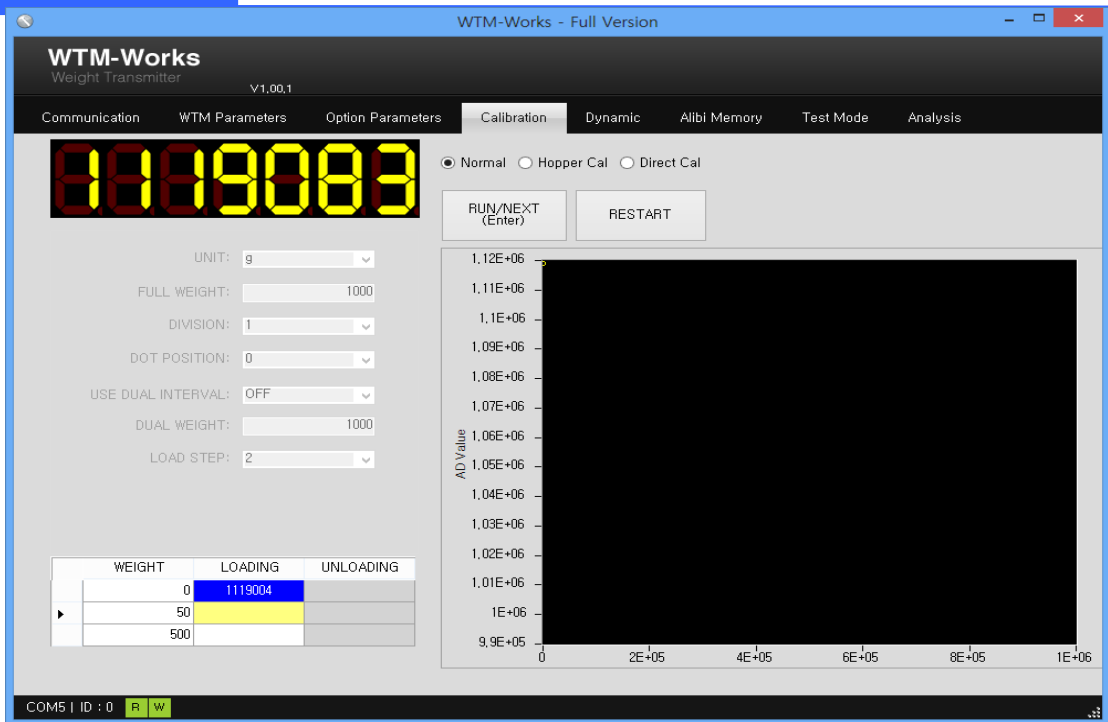 WTM-Works - Full Version
WTM-Works
Weight Transmitter
V1,00,1
Communication WTM Parameters Option Parameters Calibration Dynamic Alibi Memory Test Mode Analysis
1119083
Normal Hopper Cal Direct Cal
RUN/NEXT
(Enter)
RESTART
UNIT: g
FULL WEIGHT: 1000
DIVISION: 1
DOT POSITION: 0
USE DUAL INTERVAL: OFF
DUAL WEIGHT: 1000
LOAD STEP: 2
WEIGHT LOADING UNLOADING
0 1119004
50
500
AD Value
1,12E+06
1,11E+06
1,1E+06
1,09E+06
1,08E+06
1,07E+06
1,06E+06
1,05E+06
1,04E+06
1,03E+06
1,02E+06
1,01E+06
1E+06
9,9E+05
0 2E+05 4E+05 6E+05 8E+05 1E+06
COM5 | ID : 0 R W